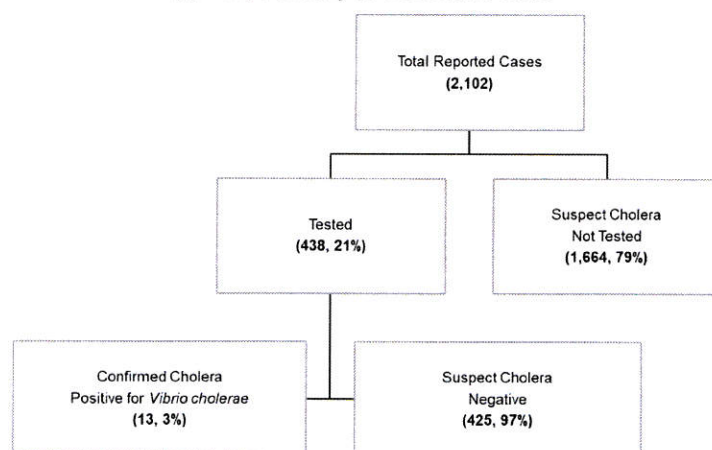 Total Reported Cases
(2,102)
Tested
(438, 21%)
Suspect Cholera
Not Tested
(1,664, 79%)
Confirmed Cholera
Positive for Vibrio cholerae
(13, 3%)
Suspect Cholera
Negative
(425, 97%)